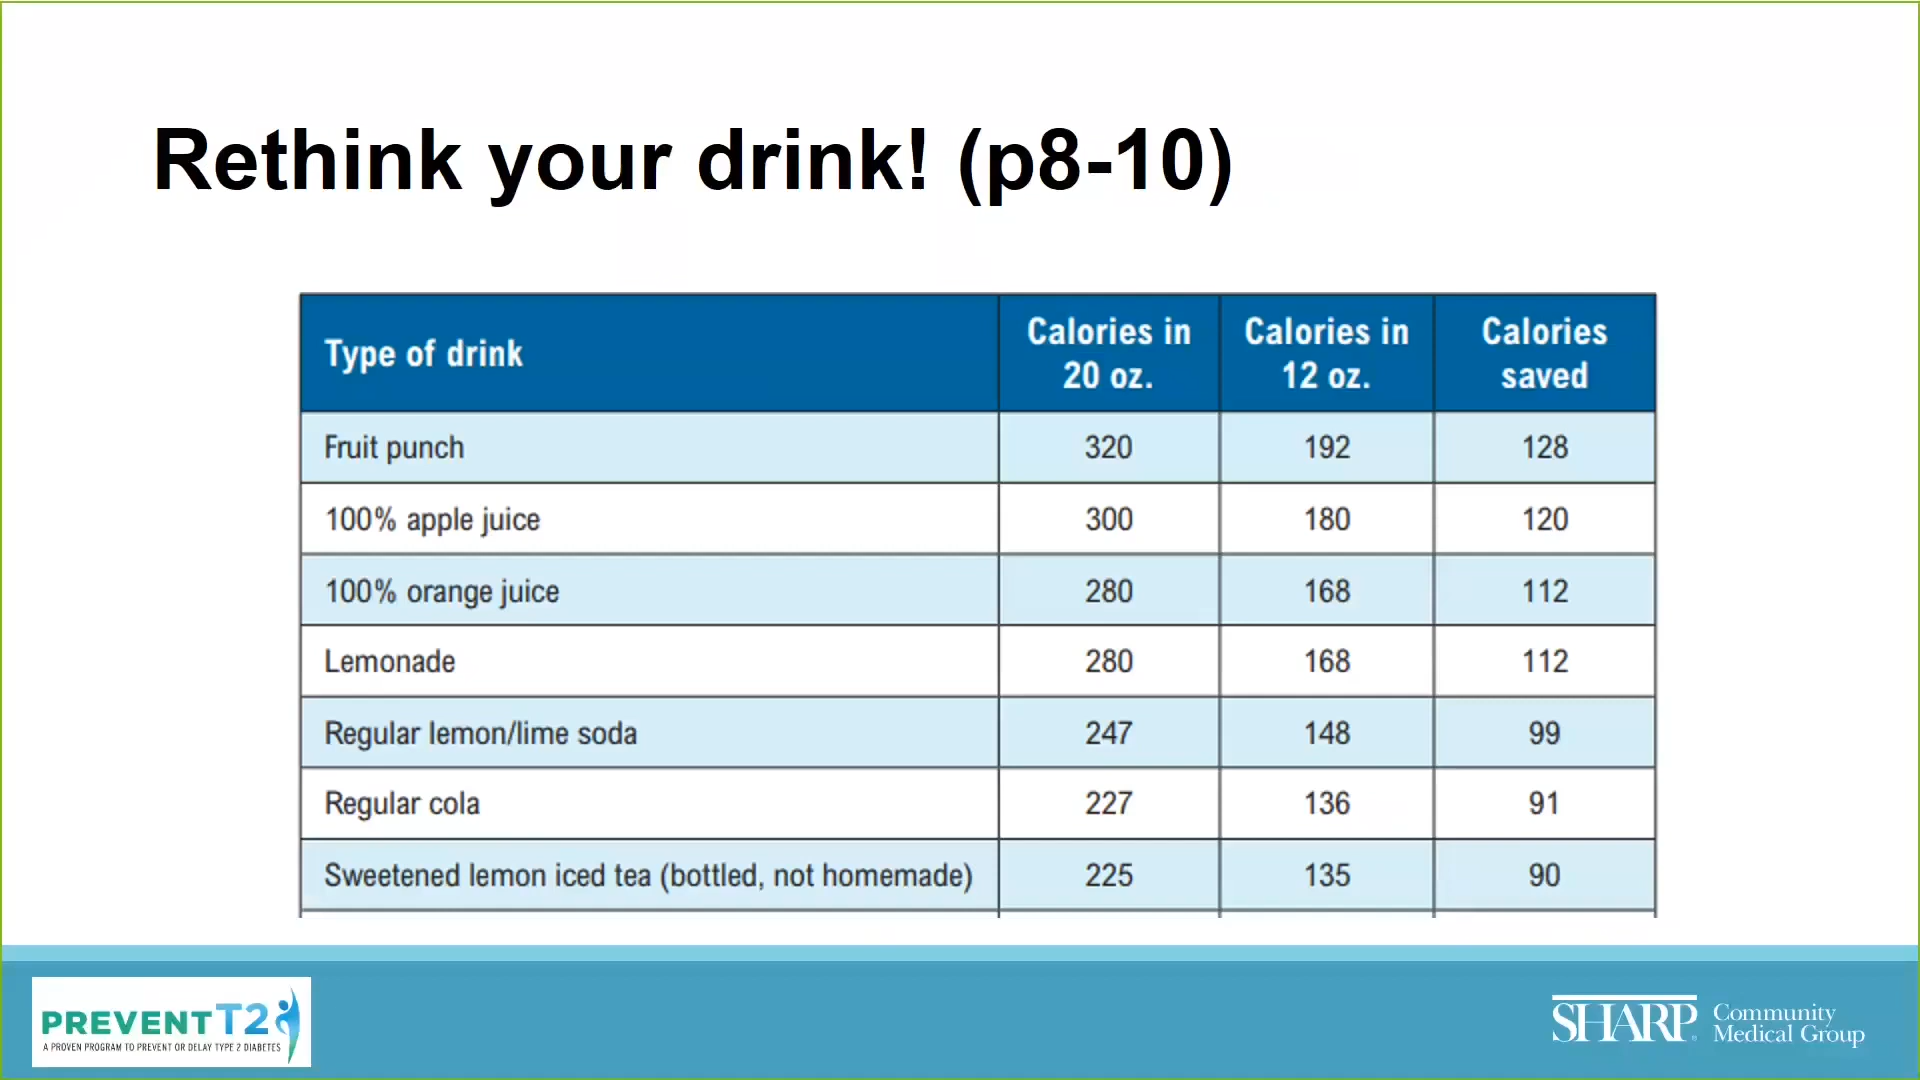 Rethink your drink! (p8-10)
Type of drink
Calories in 20 oz.
Calories in 12 oz.
Calories saved
Fruit punch 320 192 128
100% apple juice 300 180 120
100% orange juice 280 168 112
Lemonade 280 168 112
Regular lemon/lime soda 247 148 99
Regular cola 227 136 91
Sweetened lemon iced tea (bottled, not homemade) 225 135 90
PREVENT T2
A PROVEN PROGRAM TO PREVENT OR DELAY TYPE 2 DIABETES
SHARP® Community
Medical Group